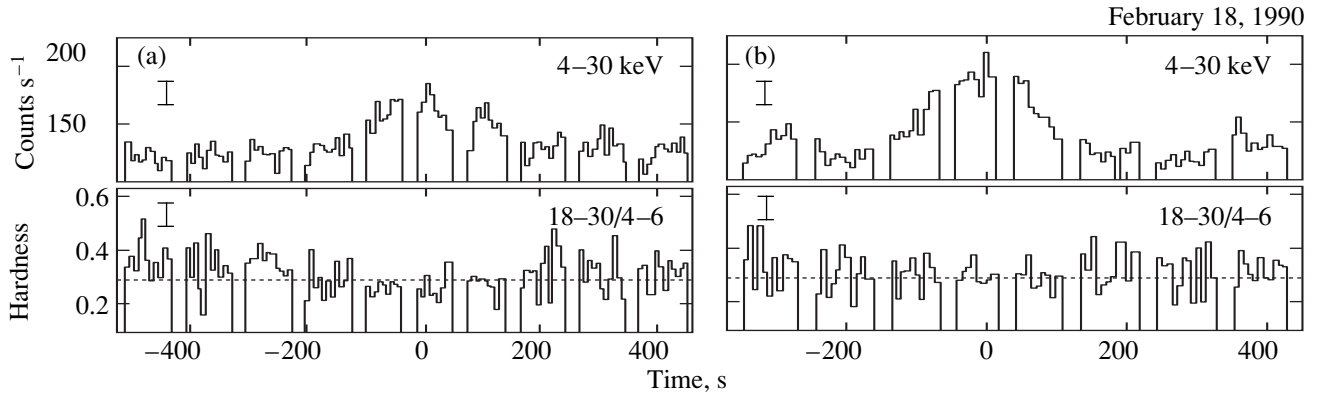 February 18, 1990
200
(a)
4–30 keV
(b)
4–30 keV
Counts s⁻¹
150
0.6
18–30/4–6
18–30/4–6
Hardness
0.4
0.2
−400 −200 0 200 400 −200 0 200 400
Time, s